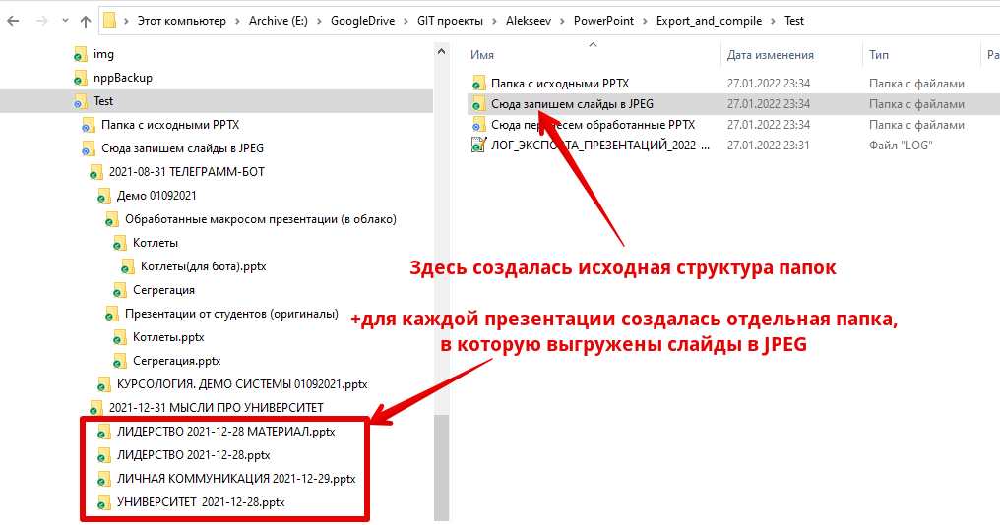 Этот компьютер > Archive (E:) > GoogleDrive > GIT проекты > Alekseev > PowerPoint > Export_and_compile > Test
img
nppBackup
Test
Папка с исходными PPTX
Сюда запишем слайды в JPEG
2021-08-31 ТЕЛЕГРАММ-БОТ
Демо 01092021
Обработанные макросом презентации (в облако)
Котлеты
Котлеты(для бота).pptx
Сегрегация
Презентации от студентов (оригиналы)
Котлеты.pptx
Сегрегация.pptx
КУРСОЛОГИЯ. ДЕМО СИСТЕМЫ 01092021.pptx
2021-12-31 МЫСЛИ ПРО УНИВЕРСИТЕТ
ЛИДЕРСТВО 2021-12-28 МАТЕРИАЛ.pptx
ЛИДЕРСТВО 2021-12-28.pptx
ЛИЧНАЯ КОММУНИКАЦИЯ 2021-12-29.pptx
УНИВЕРСИТЕТ 2021-12-28.pptx
Имя Дата изменения Тип Ра
Папка с исходными PPTX 27.01.2022 23:34 Папка с файлами
Сюда запишем слайды в JPEG 27.01.2022 23:34 Папка с файлами
Сюда перенесем обработанные PPTX 27.01.2022 23:34 Папка с файлами
ЛОГ_ЭКСПОРТА_ПРЕЗЕНТАЦИЙ_2022-... 27.01.2022 23:31 Файл "LOG"
Здесь создалась исходная структура папок
+для каждой презентации создалась отдельная папка,
в которую выгружены слайды в JPEG